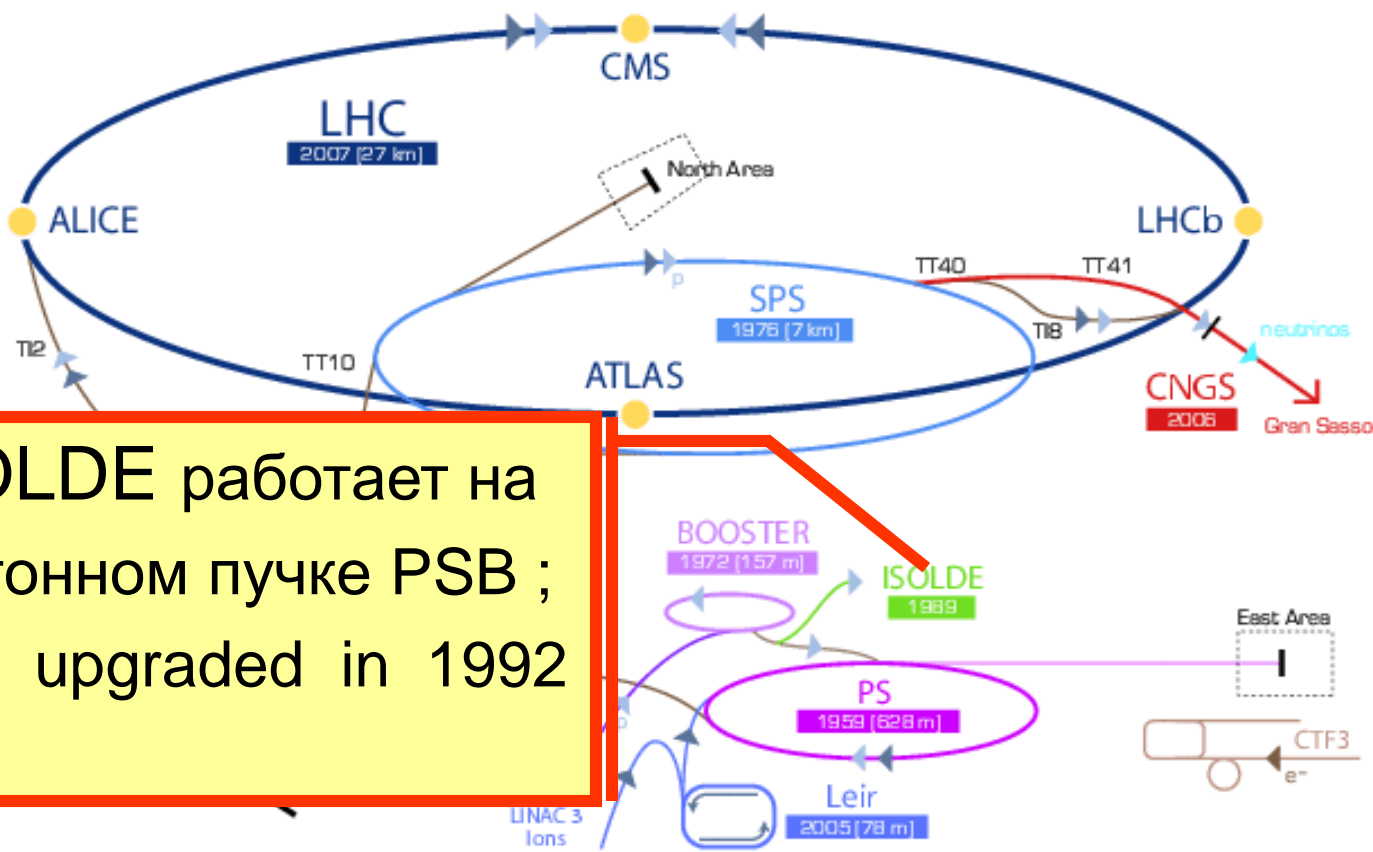 CMS
LHC
2007 [27 km]
North Area
ALICE
LHCb
TT40
TT41
p
SPS
1976 [7 km]
TI8
neutrinos
TI2
TT10
ATLAS
CNGS
2006
Gran Sasso
OLDE работает на
тонном пучке PSB ;
upgraded in 1992
BOOSTER
1972 [157 m]
ISOLDE
1989
East Area
PS
1959 [628 m]
p
CTF3
e-
LINAC 3
Ions
Leir
2005 [78 m]